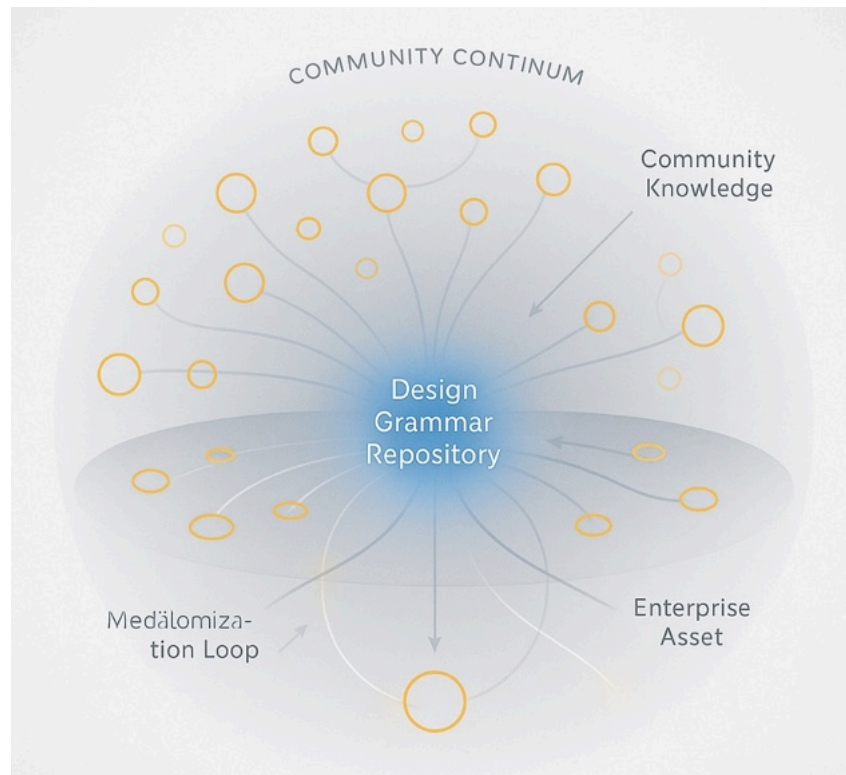 COMMUNITY CONTINUM
Community
Knowledge
Design
Grammar
Repository
Medälomiza-
tion Loop
Enterprise
Asset